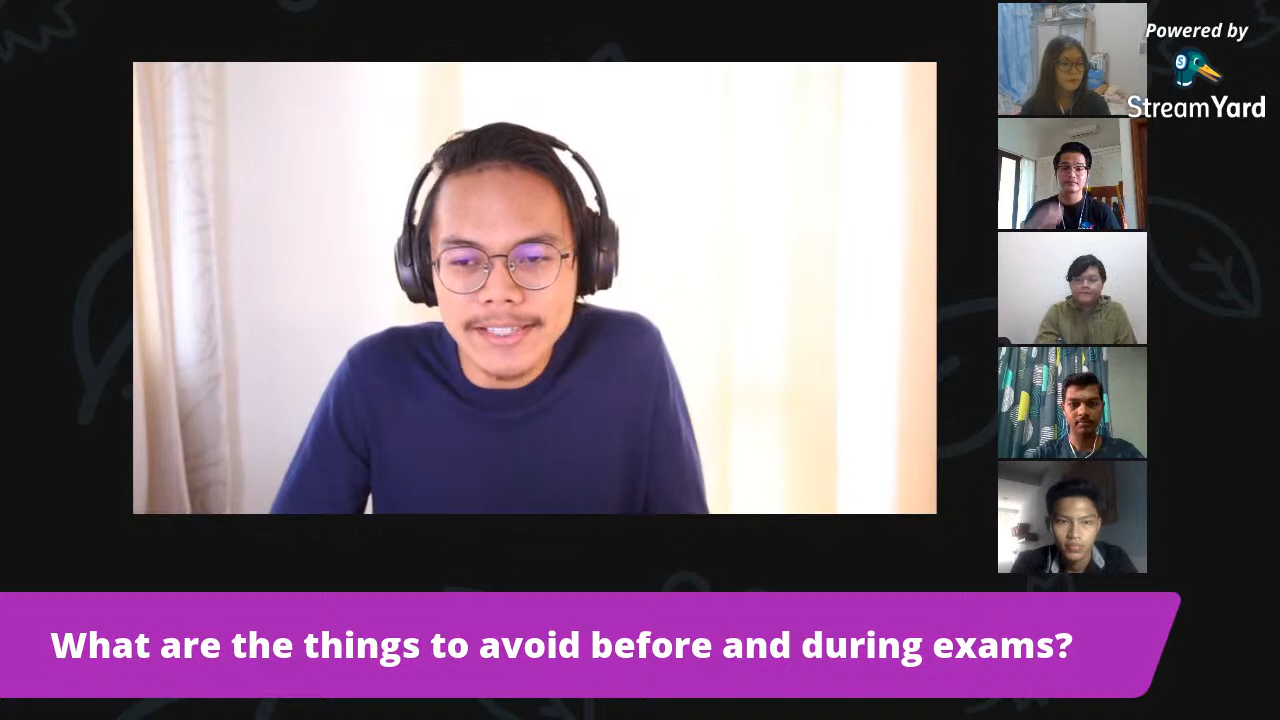 Powered by
StreamYard
What are the things to avoid before and during exams?